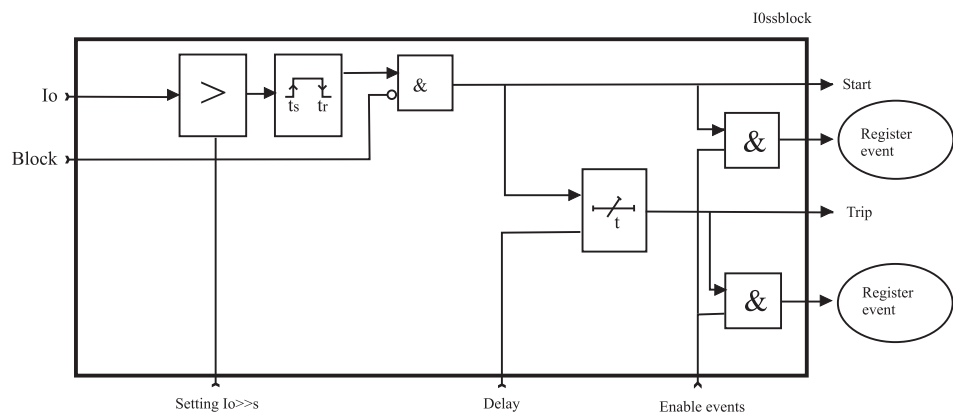 I0ssblock
Io
>
ts tr
&
Start
Block
&
Register
event
t
Trip
&
Register
event
Setting Io>>s
Delay
Enable events